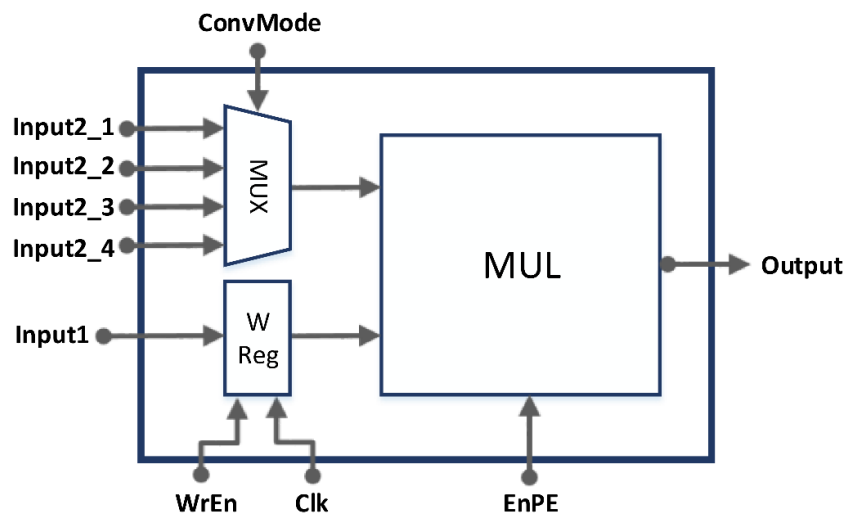 ConvMode
Input2_1
Input2_2
Input2_3
Input2_4
MUX
MUL
Output
Input1
W
Reg
WrEn
Clk
EnPE